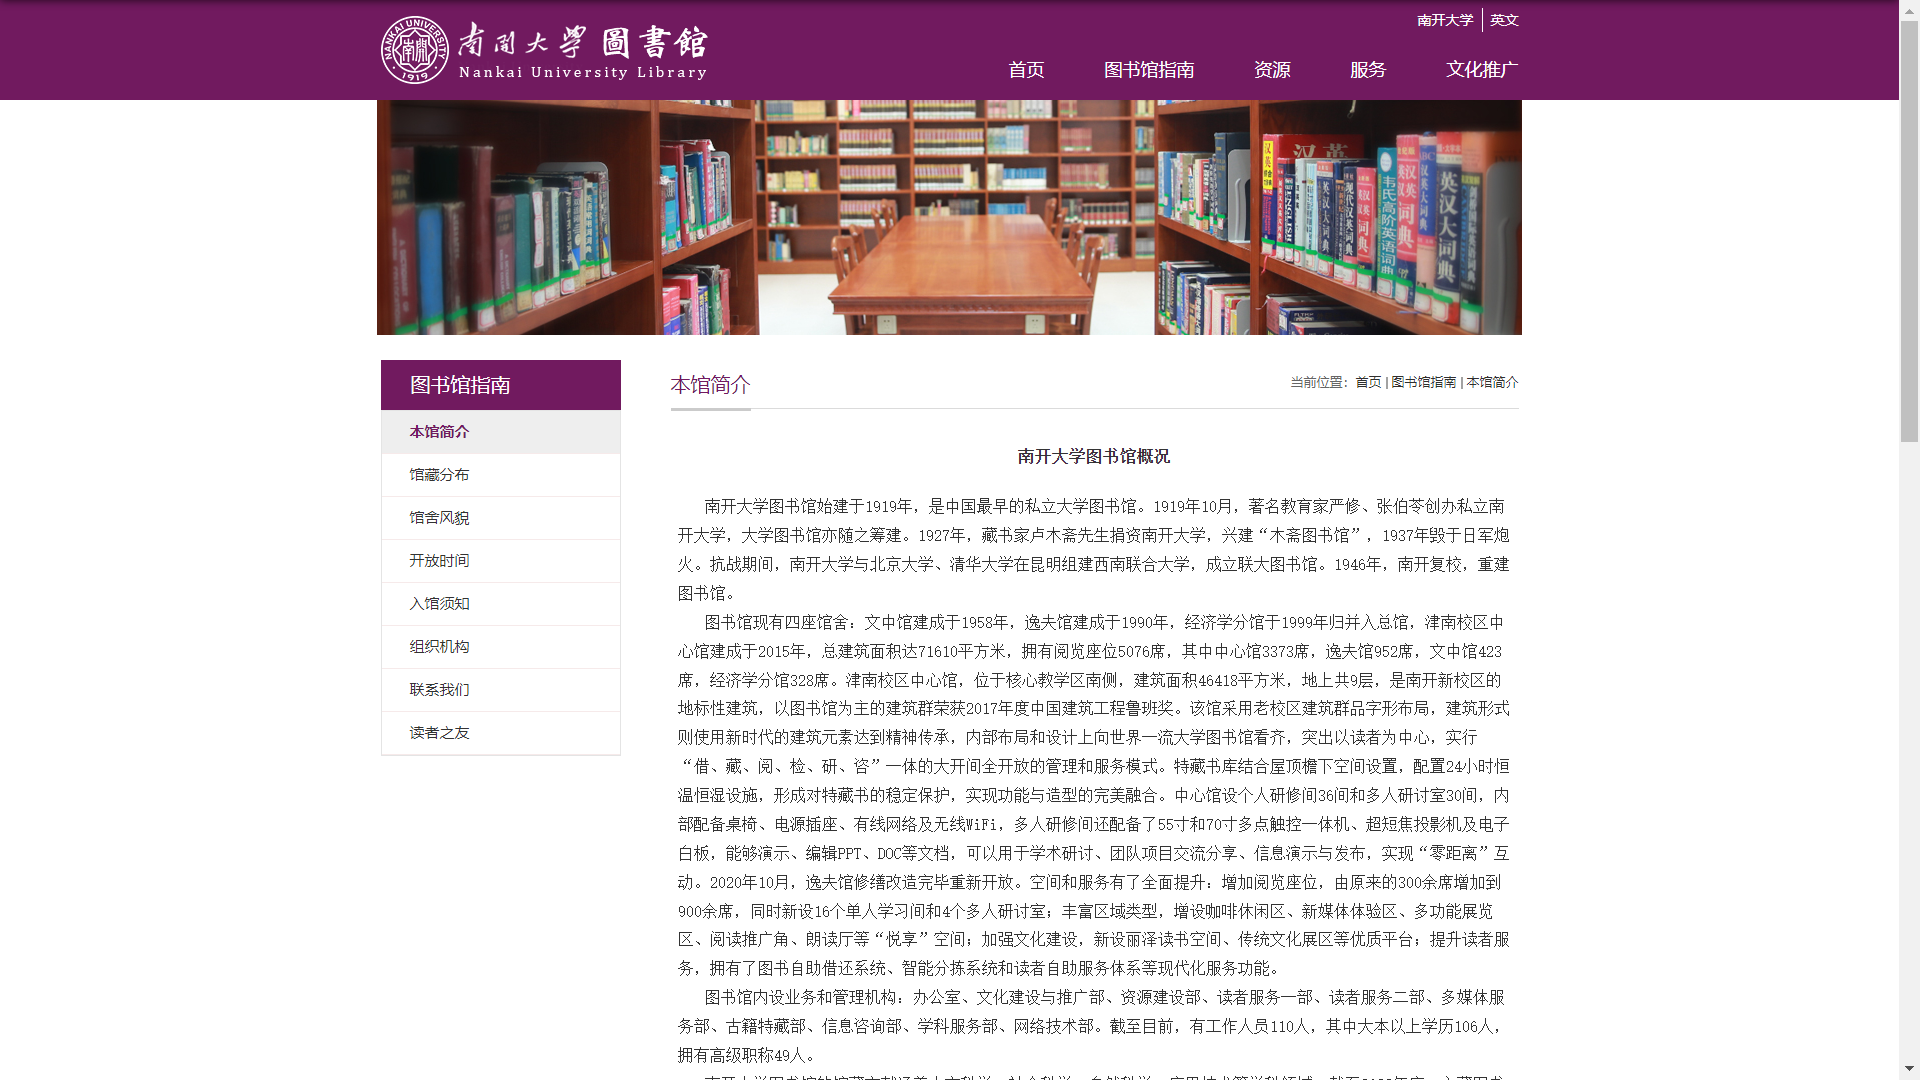 南开大学 英文
南開大學 圖書館
Nankai University Library
NANKAI UNIVERSITY
1919
首页 图书馆指南 资源 服务 文化推广
图书馆指南
本馆简介
馆藏分布
馆舍风貌
开放时间
入馆须知
组织机构
联系我们
读者之友
本馆简介
当前位置：首页 | 图书馆指南 | 本馆简介
南开大学图书馆概况
南开大学图书馆始建于1919年，是中国最早的私立大学图书馆。1919年10月，著名教育家严修、张伯苓创办私立南
开大学，大学图书馆亦随之筹建。1927年，藏书家卢木斋先生捐资南开大学，兴建“木斋图书馆”，1937年毁于日军炮
火。抗战期间，南开大学与北京大学、清华大学在昆明组建西南联合大学，成立联大图书馆。1946年，南开复校，重建
图书馆。
图书馆现有四座馆舍：文中馆建成于1958年，逸夫馆建成于1990年，经济学分馆于1999年归并入总馆，津南校区中
心馆建成于2015年，总建筑面积达71610平方米，拥有阅览座位5076席，其中中心馆3373席，逸夫馆952席，文中馆423
席，经济学分馆328席。津南校区中心馆，位于核心教学区南侧，建筑面积46418平方米，地上共9层，是南开新校区的
地标性建筑，以图书馆为主的建筑群荣获2017年度中国建筑工程鲁班奖。该馆采用老校区建筑群品字形布局，建筑形式
则使用新时代的建筑元素达到精神传承，内部布局和设计上向世界一流大学图书馆看齐，突出以读者为中心，实行
“借、藏、阅、检、研、咨”一体的大开间全开放的管理和服务模式。特藏书库结合屋顶檐下空间设置，配置24小时恒
温恒湿设施，形成对特藏书的稳定保护，实现功能与造型的完美融合。中心馆设个人研修间36间和多人研讨室30间，内
部配备桌椅、电源插座、有线网络及无线WiFi，多人研修间还配备了55寸和70寸多点触控一体机、超短焦投影机及电子
白板，能够演示、编辑PPT、DOC等文档，可以用于学术研讨、团队项目交流分享、信息演示与发布，实现“零距离”互
动。2020年10月，逸夫馆修缮改造完毕重新开放。空间和服务有了全面提升：增加阅览座位，由原来的300余席增加到
900余席，同时新设16个单人学习间和4个多人研讨室；丰富区域类型，增设咖啡休闲区、新媒体体验区、多功能展览
区、阅读推广角、朗读厅等“悦享”空间；加强文化建设，新设丽泽读书空间、传统文化展区等优质平台；提升读者服
务，拥有了图书自助借还系统、智能分拣系统和读者自助服务体系等现代化服务功能。
图书馆内设业务和管理机构：办公室、文化建设与推广部、资源建设部、读者服务一部、读者服务二部、多媒体服
务部、古籍特藏部、信息咨询部、学科服务部、网络技术部。截至目前，有工作人员110人，其中大本以上学历106人，
拥有高级职称49人。